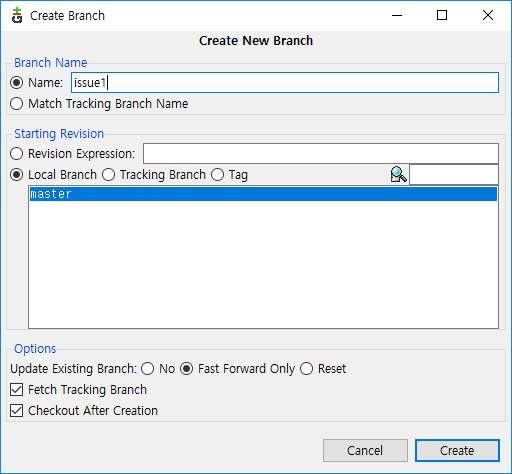 Create Branch
Create New Branch
Branch Name
Name: issue1
Match Tracking Branch Name
Starting Revision
Revision Expression:
Local Branch Tracking Branch Tag
master
Options
Update Existing Branch: No Fast Forward Only Reset
Fetch Tracking Branch
Checkout After Creation
Cancel Create